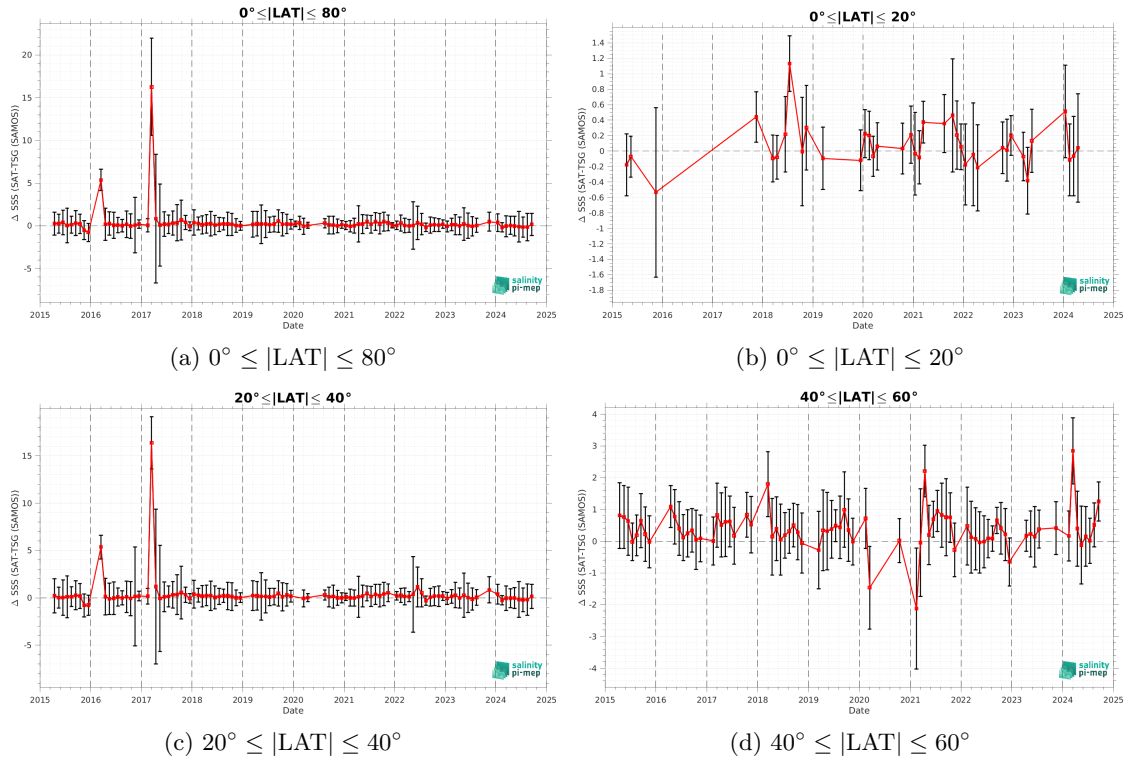 0°≤|LAT|≤ 80°
Δ SSS (SAT-TSG (SAMOS))
20
15
10
5
0
-5
2015 2016 2017 2018 2019 2020 2021 2022 2023 2024 2025
Date
salinity
pi-mep
(a) 0° ≤ |LAT| ≤ 80°
0°≤|LAT|≤ 20°
Δ SSS (SAT-TSG (SAMOS))
1.4
1.2
1
0.8
0.6
0.4
0.2
0
-0.2
-0.4
-0.6
-0.8
-1
-1.2
-1.4
-1.6
-1.8
2015 2016 2017 2018 2019 2020 2021 2022 2023 2024 2025
Date
salinity
pi-mep
(b) 0° ≤ |LAT| ≤ 20°
20°≤|LAT|≤ 40°
Δ SSS (SAT-TSG (SAMOS))
15
10
5
0
-5
2015 2016 2017 2018 2019 2020 2021 2022 2023 2024 2025
Date
salinity
pi-mep
(c) 20° ≤ |LAT| ≤ 40°
40°≤|LAT|≤ 60°
Δ SSS (SAT-TSG (SAMOS))
4
3
2
1
0
-1
-2
-3
-4
2015 2016 2017 2018 2019 2020 2021 2022 2023 2024 2025
Date
salinity
pi-mep
(d) 40° ≤ |LAT| ≤ 60°